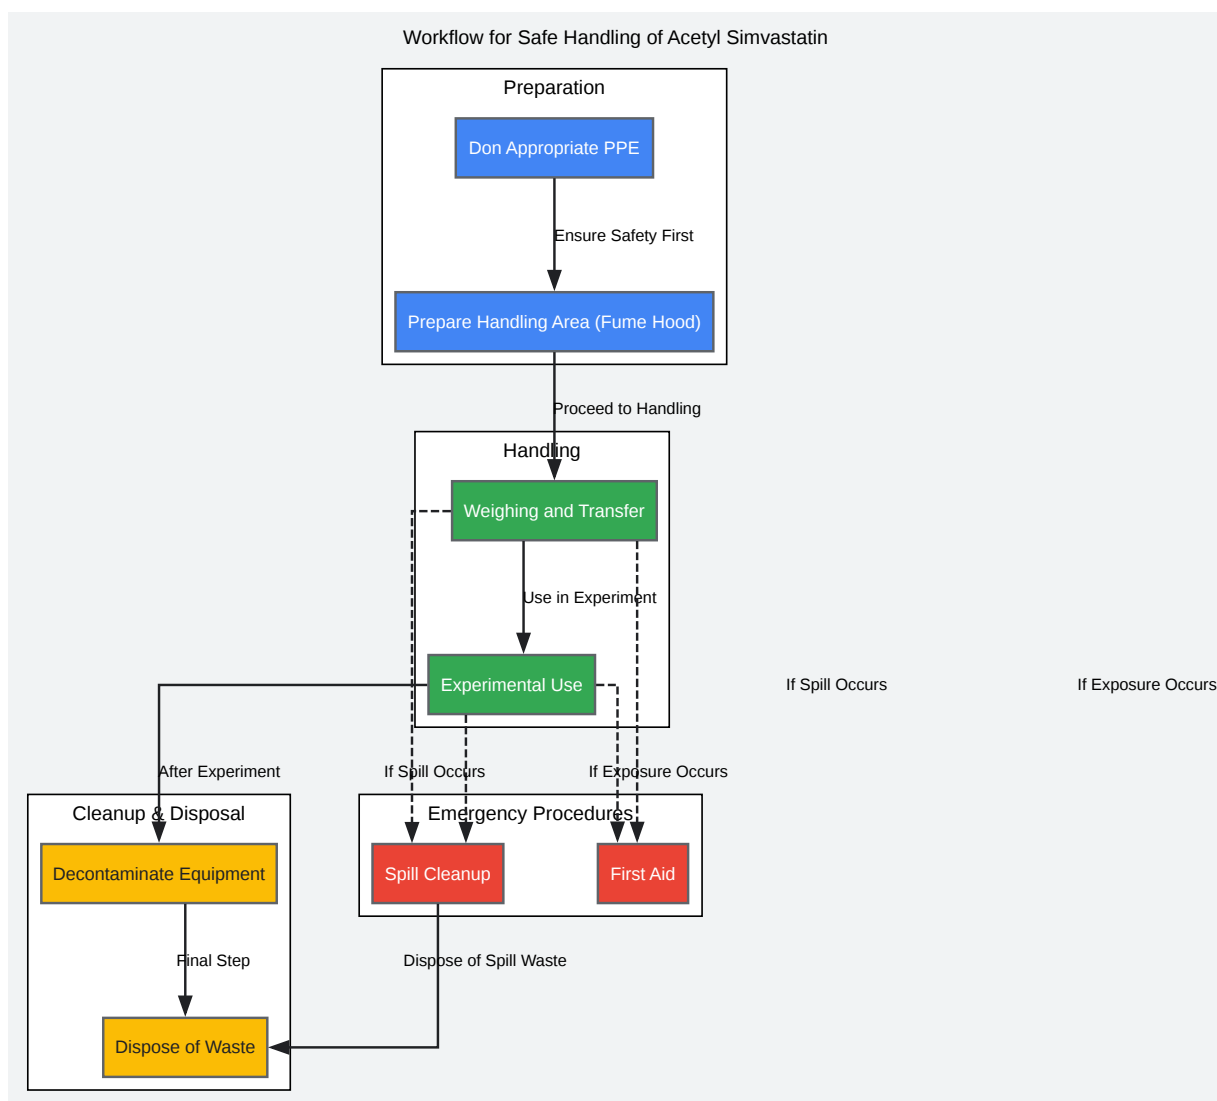 Workflow for Safe Handling of Acetyl Simvastatin
Preparation
Don Appropriate PPE
Ensure Safety First
Prepare Handling Area (Fume Hood)
Proceed to Handling
Handling
Weighing and Transfer
Use in Experiment
Experimental Use
If Spill Occurs
If Exposure Occurs
After Experiment
If Spill Occurs
If Exposure Occurs
Cleanup & Disposal
Emergency Procedures
Decontaminate Equipment
Spill Cleanup
First Aid
Final Step
Dispose of Spill Waste
Dispose of Waste